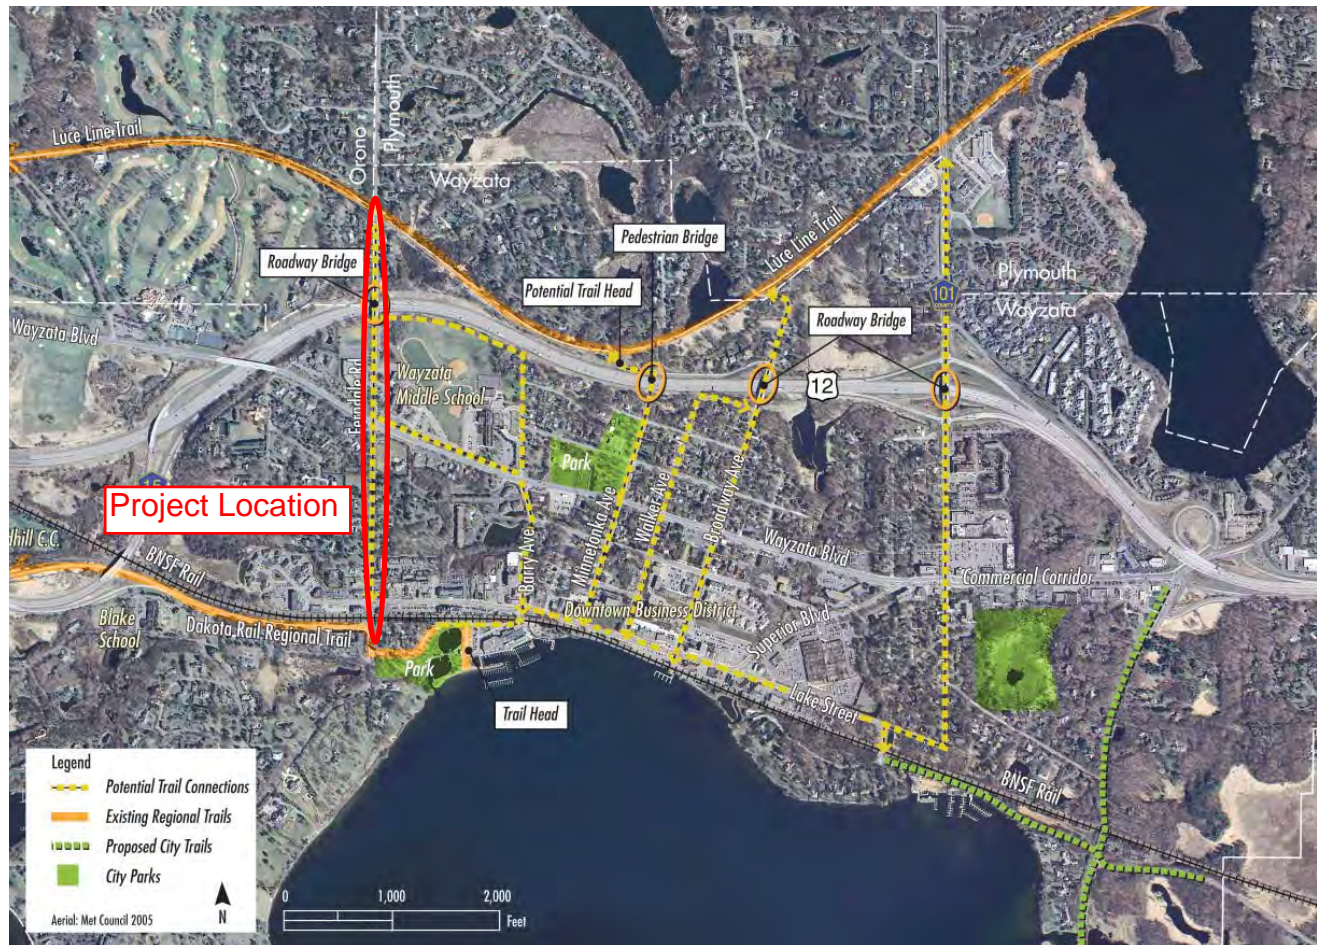 Luce Line Trail
Orono
Plymouth
Wayzata
Roadway Bridge
Pedestrian Bridge
Potential Trail Head
Luce Line Trail
Roadway Bridge
Plymouth
Wayzata
101
COUNTY
12
Wayzata Blvd
Ferndale Rd
Wayzata
Middle School
Park
Project Location
15
Barry Ave
Minnetonka Ave
Walker Ave
Broadway Ave
Wayzata Blvd
Commercial Corridor
dhill C.C.
BNSF Rail
Blake
School
Dakota Rail Regional Trail
Downtown Business District
Superior Blvd
Park
Trail Head
Lake Street
BNSF Rail
Legend
Potential Trail Connections
Existing Regional Trails
Proposed City Trails
City Parks
N
Aerial: Met Council 2005
0
1,000
2,000
Feet